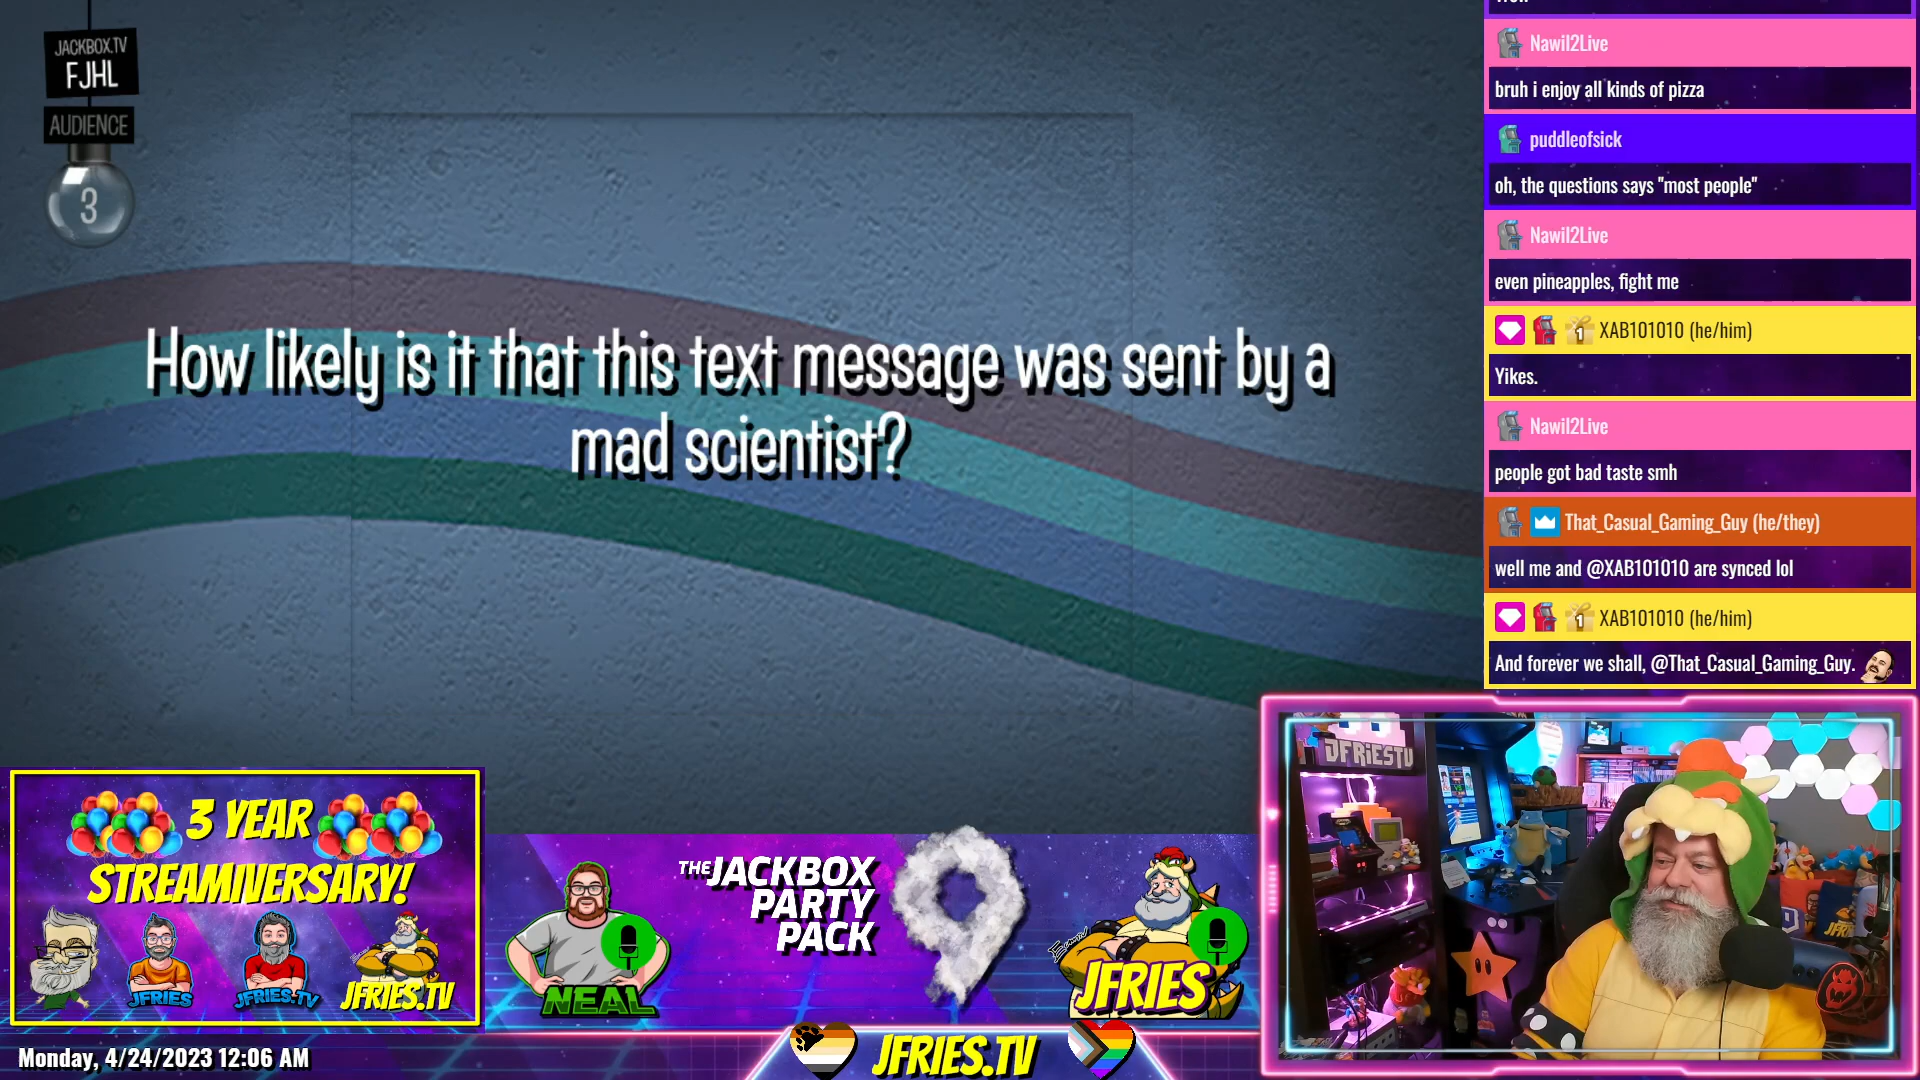 JACKBOX.TV
FJHL
AUDIENCE
3
How likely is it that this text message was sent by a
mad scientist?
Nawil2Live
bruh i enjoy all kinds of pizza
puddleofsick
oh, the questions says "most people"
Nawil2Live
even pineapples, fight me
1 XAB101010 (he/him)
Yikes.
Nawil2Live
people got bad taste smh
That_Casual_Gaming_Guy (he/they)
well me and @XAB101010 are synced lol
1 XAB101010 (he/him)
And forever we shall, @That_Casual_Gaming_Guy.
3 YEAR
STREAMIVERSARY!
JFRIES
JFRIES.TV
JFRIES.TV
NEAL
THE JACKBOX
PARTY
PACK
9
JFRIES
JFRIESTV
JFRIES.TV
Monday, 4/24/2023 12:06 AM